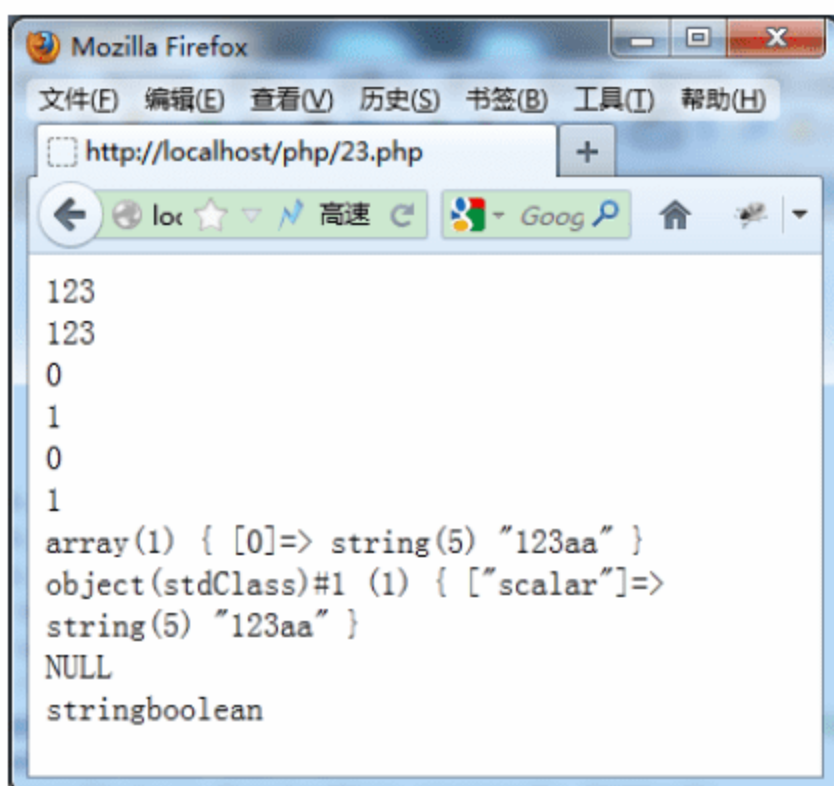 Mozilla Firefox
文件(F) 编辑(E) 查看(V) 历史(S) 书签(B) 工具(T) 帮助(H)
http://localhost/php/23.php +
loc 高速 Goog
123
123
0
1
0
1
array(1) { [0]=> string(5) "123aa" }
object(stdClass)#1 (1) { ["scalar"]=>
string(5) "123aa" }
NULL
stringboolean